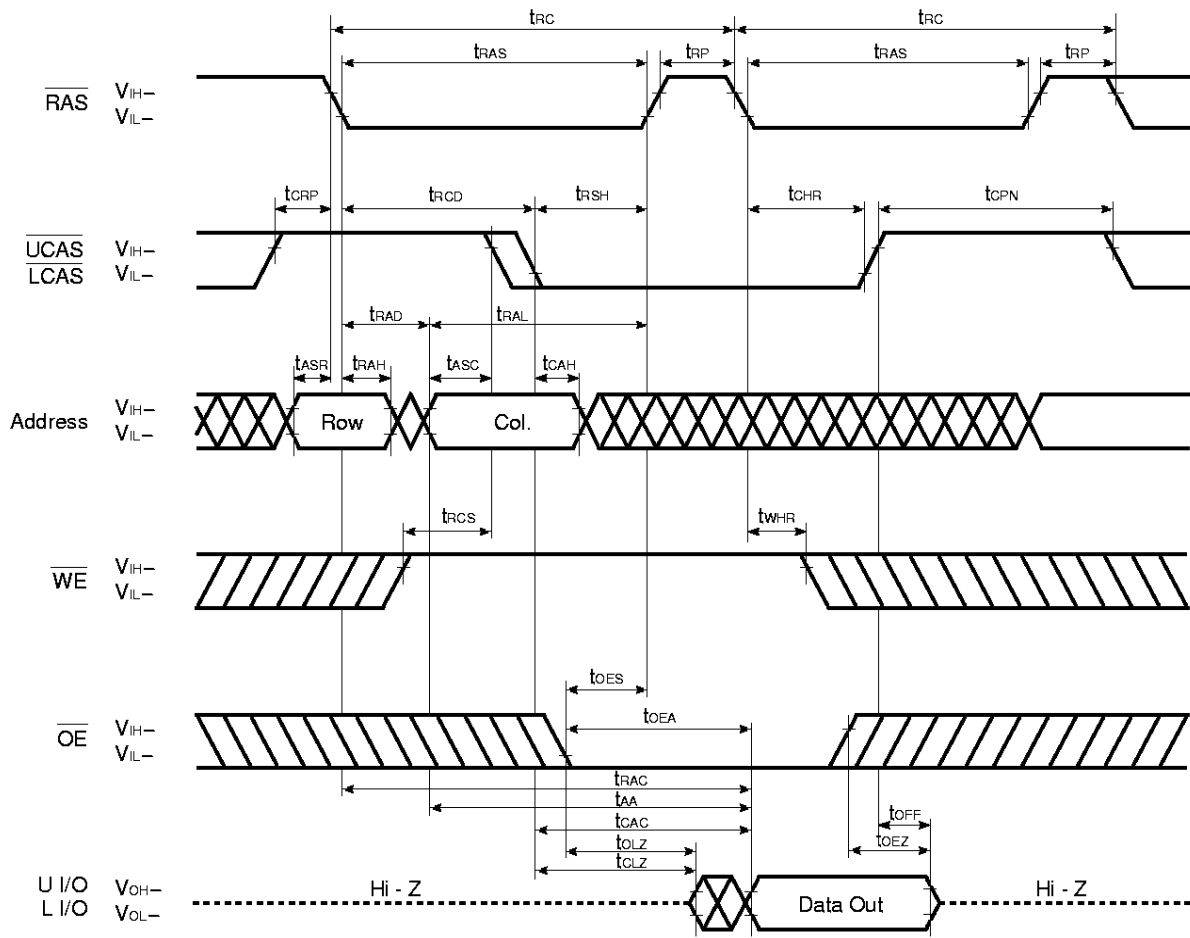 tRC tRC
tRAS tRP tRAS tRP
RAS VIH–
VIL–
tCRP tRCD tRSH tCHR tCPN
UCAS VIH–
LCAS VIL–
tRAD tRAL
tASR tRAH tASC tCAH
Address VIH–
VIL–
Row Col.
tRCS tWHR
WE VIH–
VIL–
tOES
tOEA
OE VIH–
VIL–
tRAC
tAA
tCAC tOFF
tOLZ tOEZ
tCLZ
U I/O VOH–
L I/O VOL–
Hi - Z Data Out Hi - Z